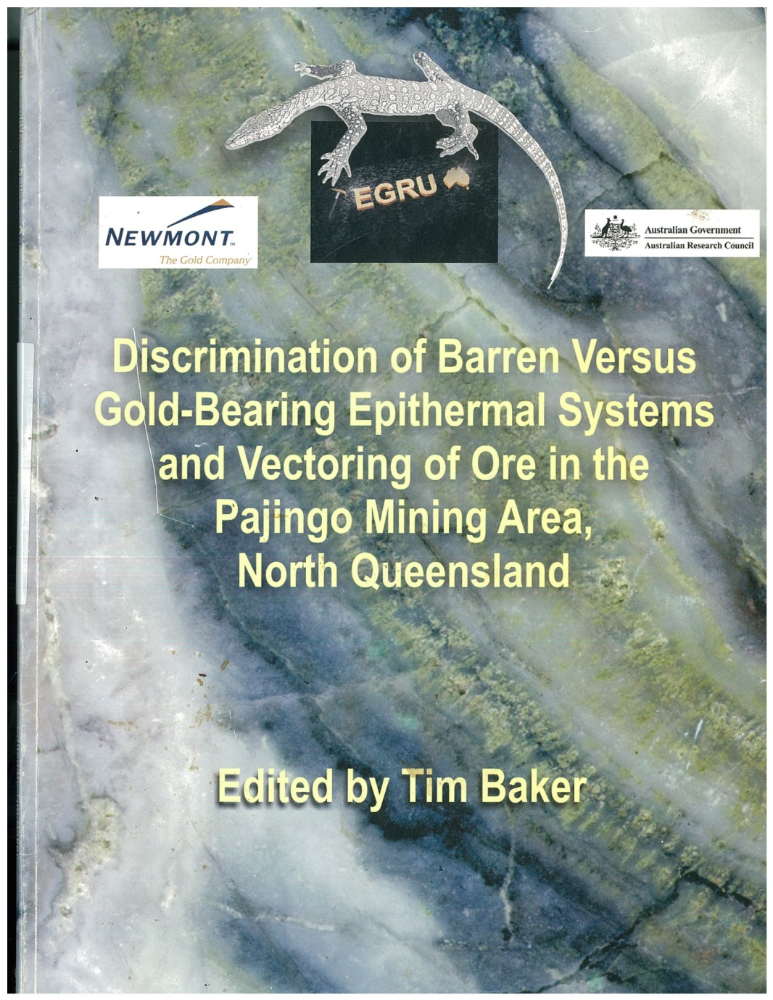 EGRU
NEWMONT™
The Gold Company
Australian Government
Australian Research Council
Discrimination of Barren Versus
Gold-Bearing Epithermal Systems
and Vectoring of Ore in the
Pajingo Mining Area,
North Queensland
Edited by Tim Baker